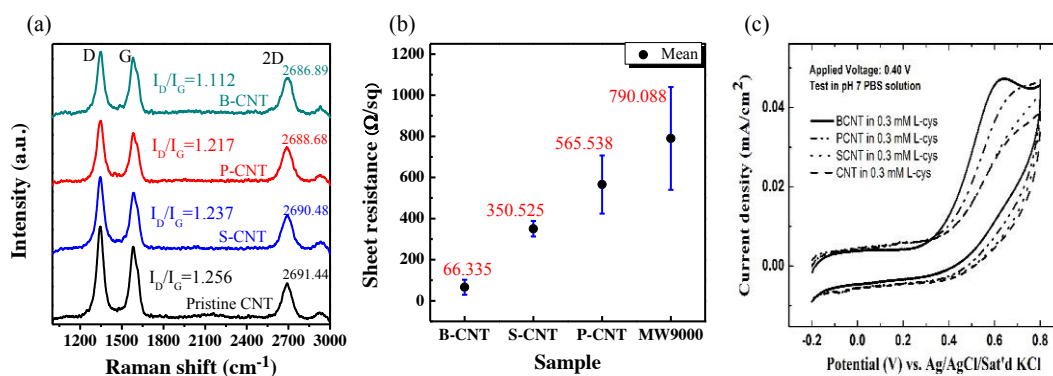 (a)
D
G
2D
2686.89
I_D/I_G=1.112
B-CNT
2688.68
I_D/I_G=1.217
P-CNT
2690.48
I_D/I_G=1.237
S-CNT
2691.44
I_D/I_G=1.256
Pristine CNT
Intensity (a.u.)
1200 1800 2400 3000
Raman shift (cm⁻¹)
(b)
Mean
1200
1000
800
600
400
200
0
790.088
565.538
350.525
66.335
Sheet resistance (Ω/sq)
B-CNT S-CNT P-CNT MW9000
Sample
(c)
Applied Voltage: 0.40 V
Test in pH 7 PBS solution
BCNT in 0.3 mM L-cys
PCNT in 0.3 mM L-cys
SCNT in 0.3 mM L-cys
CNT in 0.3 mM L-cys
0.04
0.02
0.00
Current density (mA/cm²)
-0.2 0.0 0.2 0.4 0.6 0.8
Potential (V) vs. Ag/AgCl/Sat'd KCl